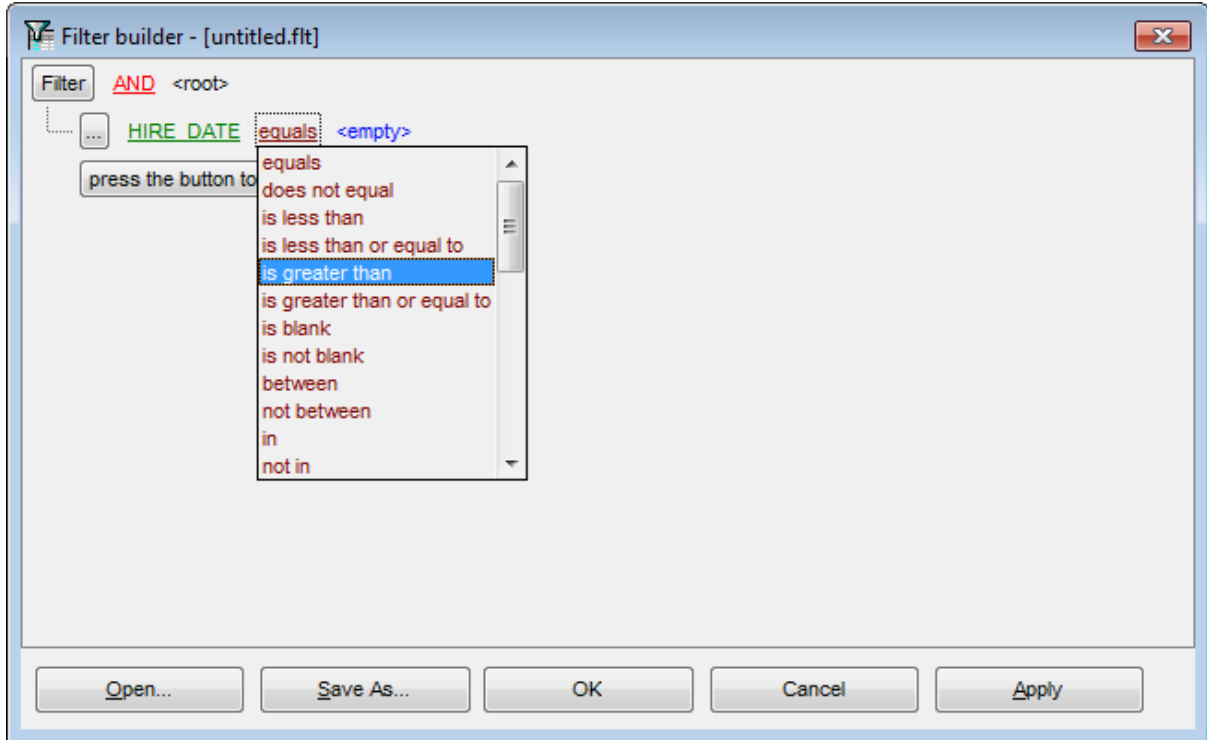 Filter builder - [untitled.flt]
Filter AND <root>
... HIRE_DATE equals <empty>
press the button to
equals
does not equal
is less than
is less than or equal to
is greater than
is greater than or equal to
is blank
is not blank
between
not between
in
not in
Open... Save As... OK Cancel Apply